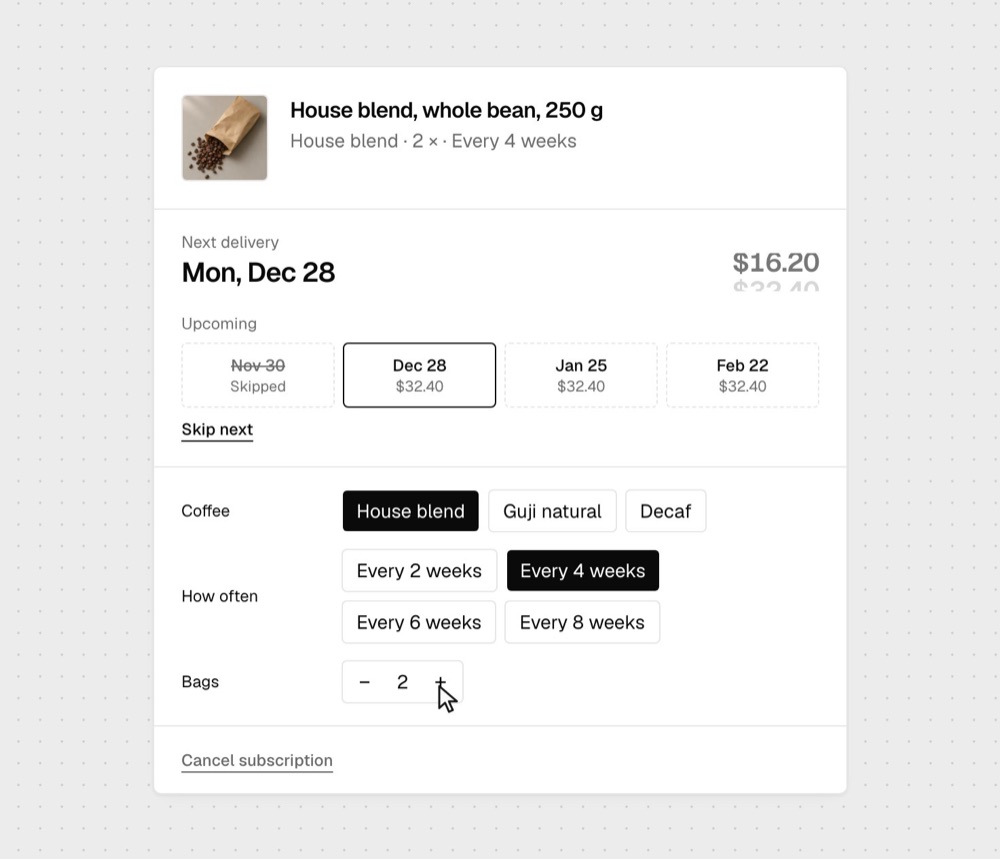 House blend, whole bean, 250 g
House blend · 2 × · Every 4 weeks
Next delivery
Mon, Dec 28
$16.20
$32.40
Upcoming
Nov 30
Skipped
Dec 28
$32.40
Jan 25
$32.40
Feb 22
$32.40
Skip next
Coffee
House blend
Guji natural
Decaf
How often
Every 2 weeks
Every 4 weeks
Every 6 weeks
Every 8 weeks
Bags
− 2 +
Cancel subscription